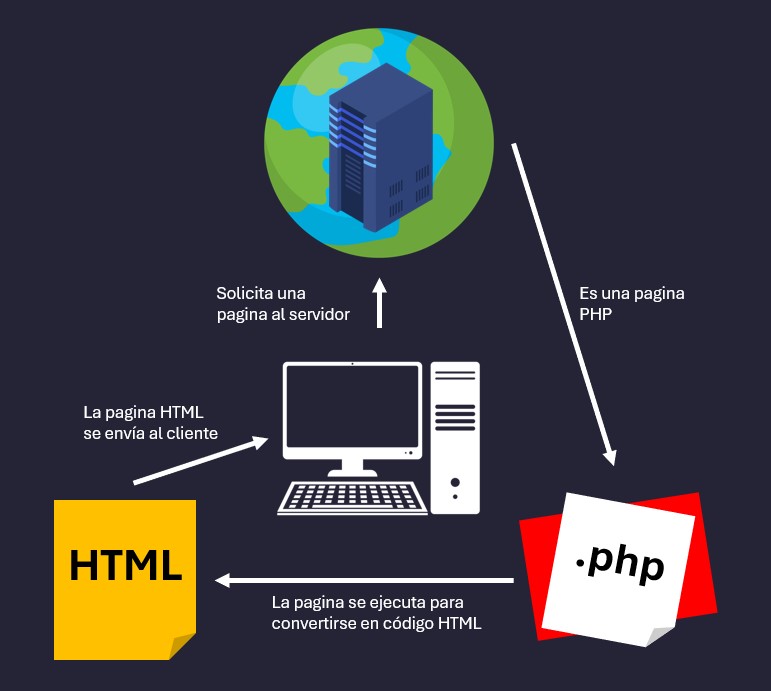 Solicita una
pagina al servidor
Es una pagina
PHP
La pagina HTML
se envía al cliente
HTML
.php
La pagina se ejecuta para
convertirse en código HTML